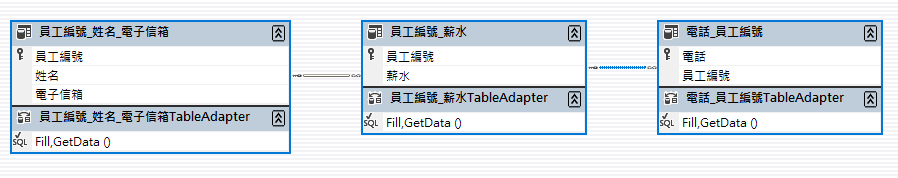 員工編號_姓名_電子信箱
員工編號
姓名
電子信箱
員工編號_姓名_電子信箱TableAdapter
SQL Fill,GetData ()
員工編號_薪水
員工編號
薪水
員工編號_薪水TableAdapter
SQL Fill,GetData ()
電話_員工編號
電話
員工編號
電話_員工編號TableAdapter
SQL Fill,GetData ()